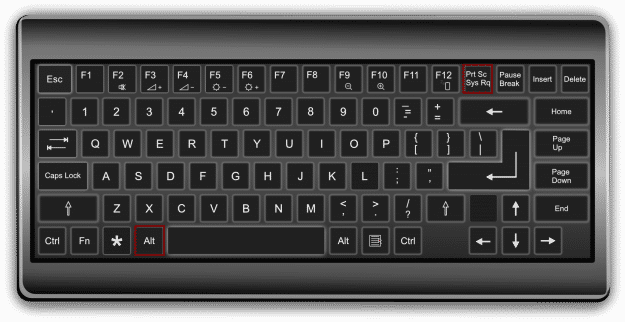 Esc F1 F2 F3 F4 F5 F6 F7 F8 F9 F10 F11 F12 Prt Sc Pause Insert Delete
Sys Rq Break
' 1 2 3 4 5 6 7 8 9 0 - = + = Home
Q W E R T Y U I O P { [ } ] \ | Page
Up
Caps Lock A S D F G H J K L : ; " , Page
Down
Z X C V B N M < , > . ? / End
Ctrl Fn * Alt Alt Ctrl